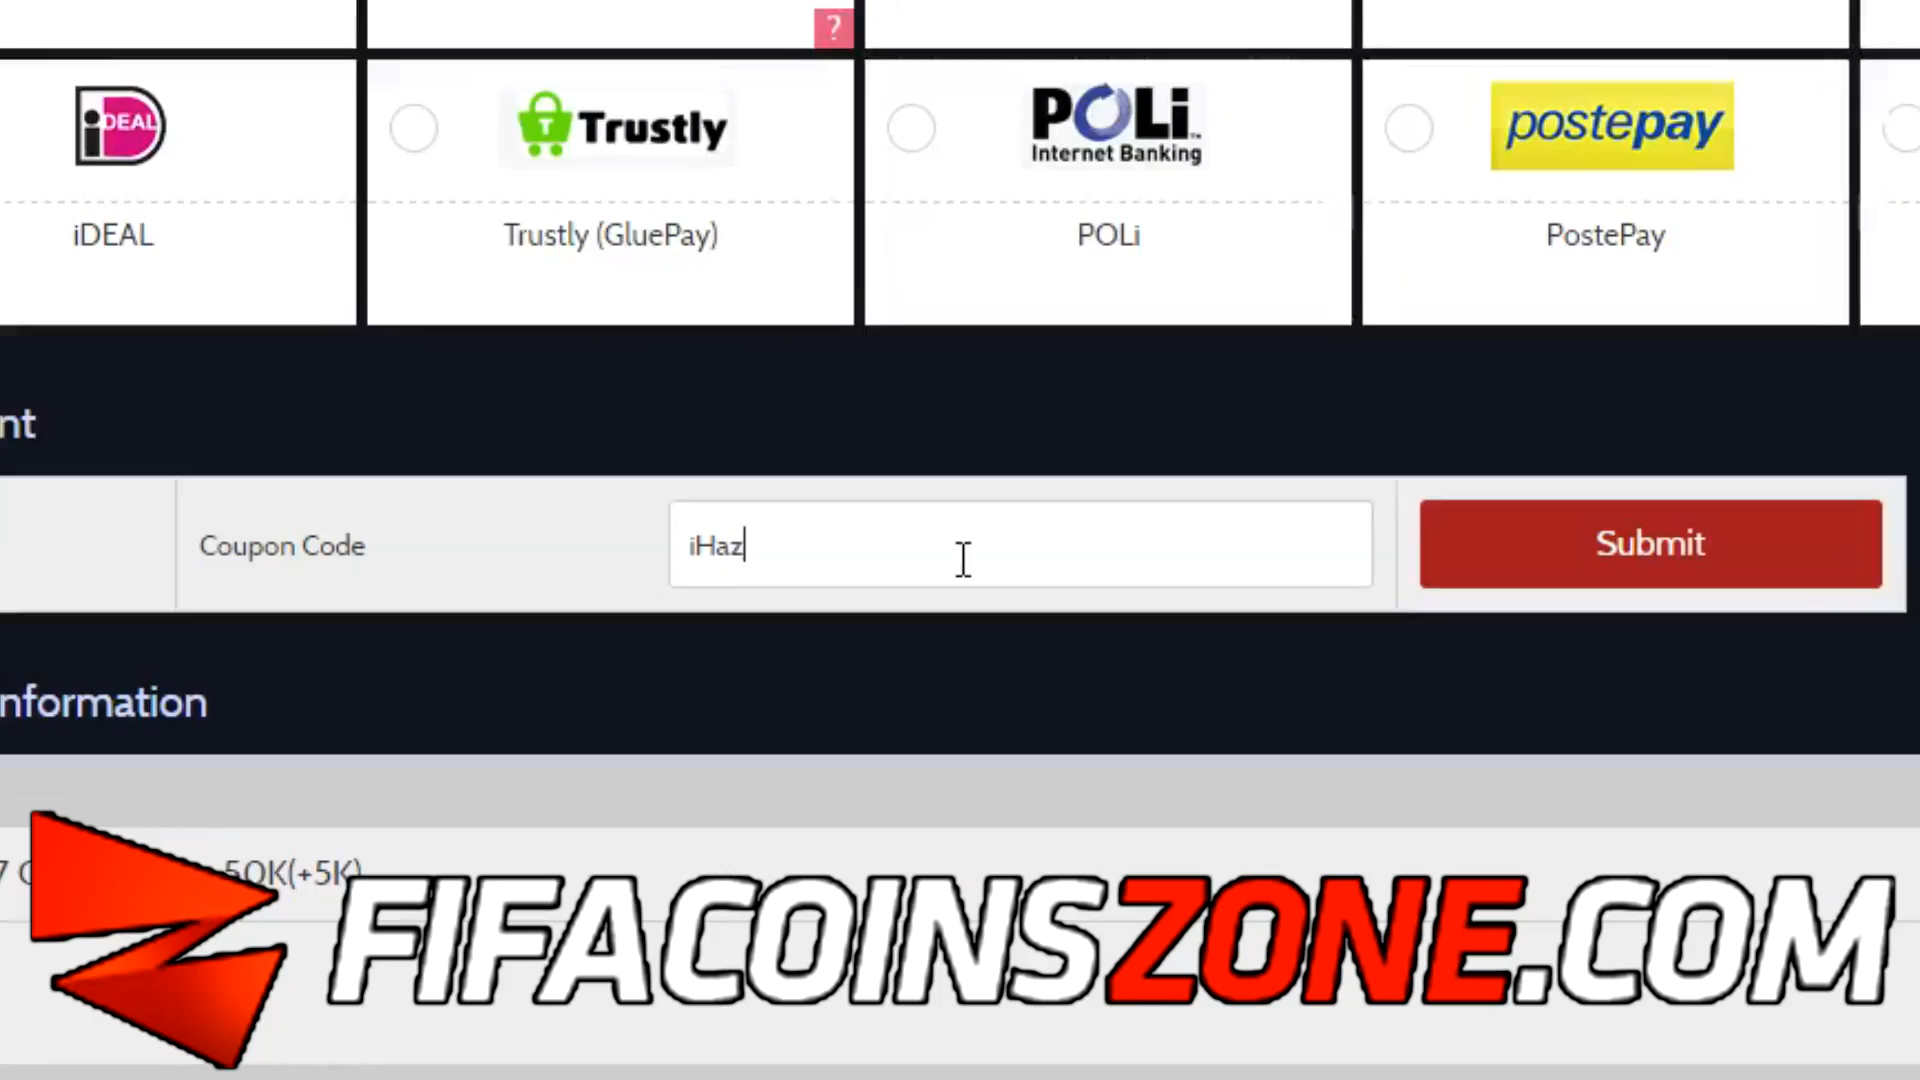 ?
iDEAL
Trustly
POLi
Internet Banking
postepay
iDEAL
Trustly (GluePay)
POLi
PostePay
nt
Coupon Code
iHaz
Submit
nformation
50K(+5K)
FIFACOINSZONE.COM